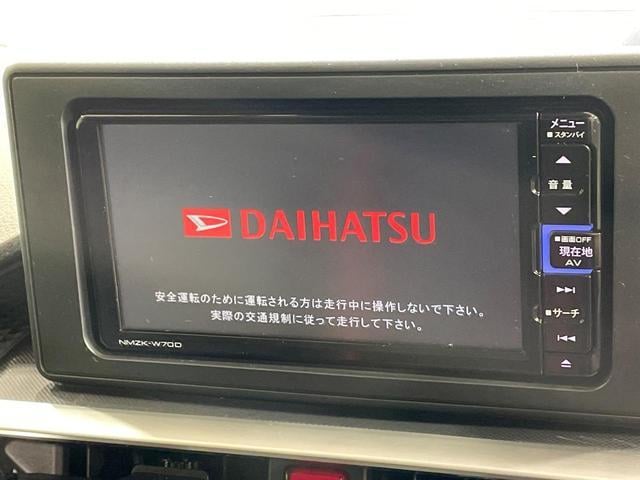 メニュー
■スタンバイ
音量
■画面OFF
現在地
AV
■サーチ
DAIHATSU
安全運転のために運転される方は走行中に操作しないで下さい。
実際の交通規制に従って走行して下さい。
NMZK-W70D